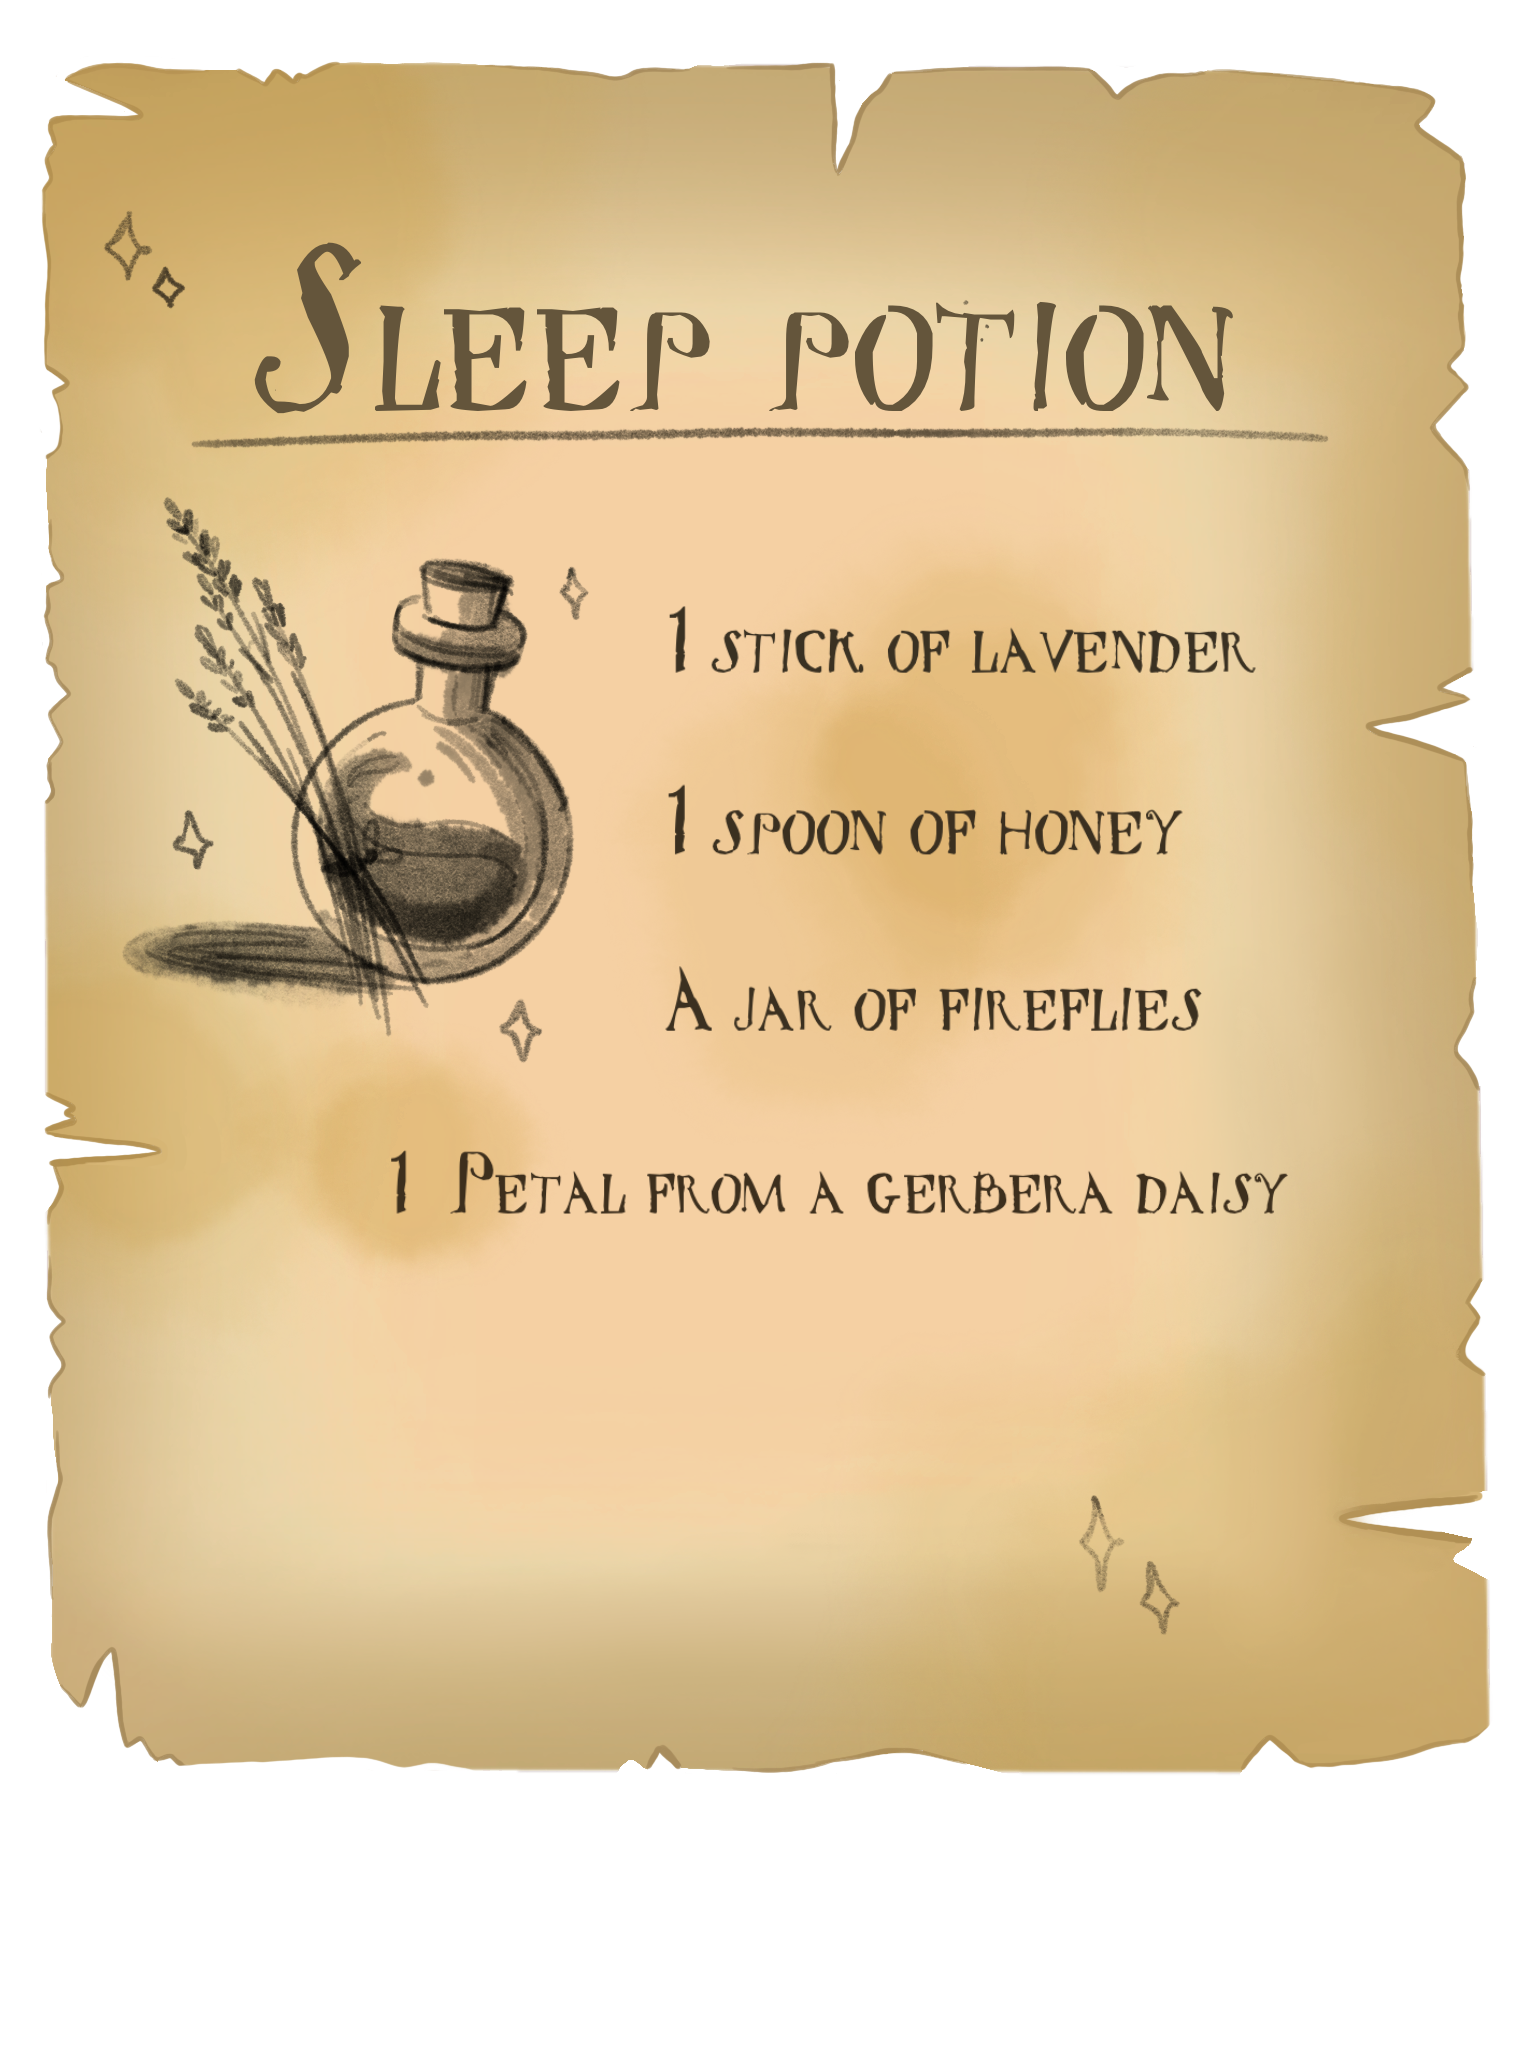 Sleep potion
1 stick of lavender
1 spoon of honey
A jar of fireflies
1 Petal from a gerbera daisy